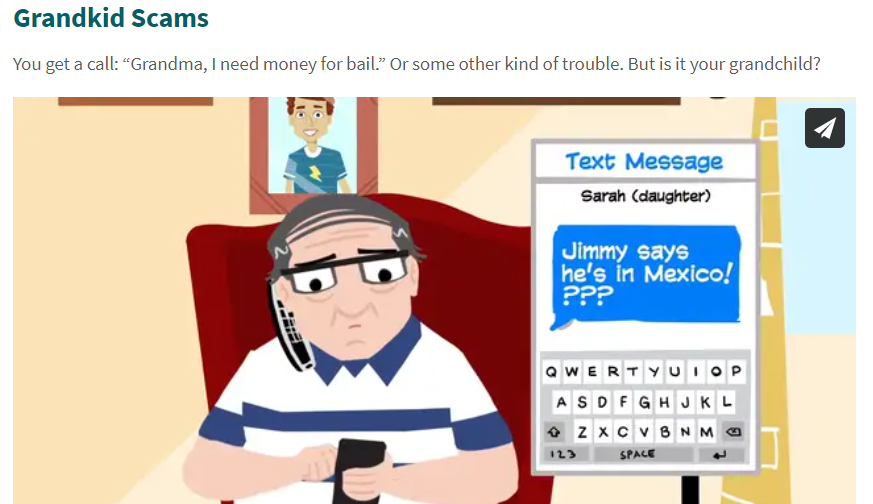 Grandkid Scams
You get a call: “Grandma, I need money for bail.” Or some other kind of trouble. But is it your grandchild?
Text Message
Sarah (daughter)
Jimmy says
he's in Mexico!
???
Q W E R T Y U I O P
A S D F G H J K L
Z X C V B N M
123 SPACE